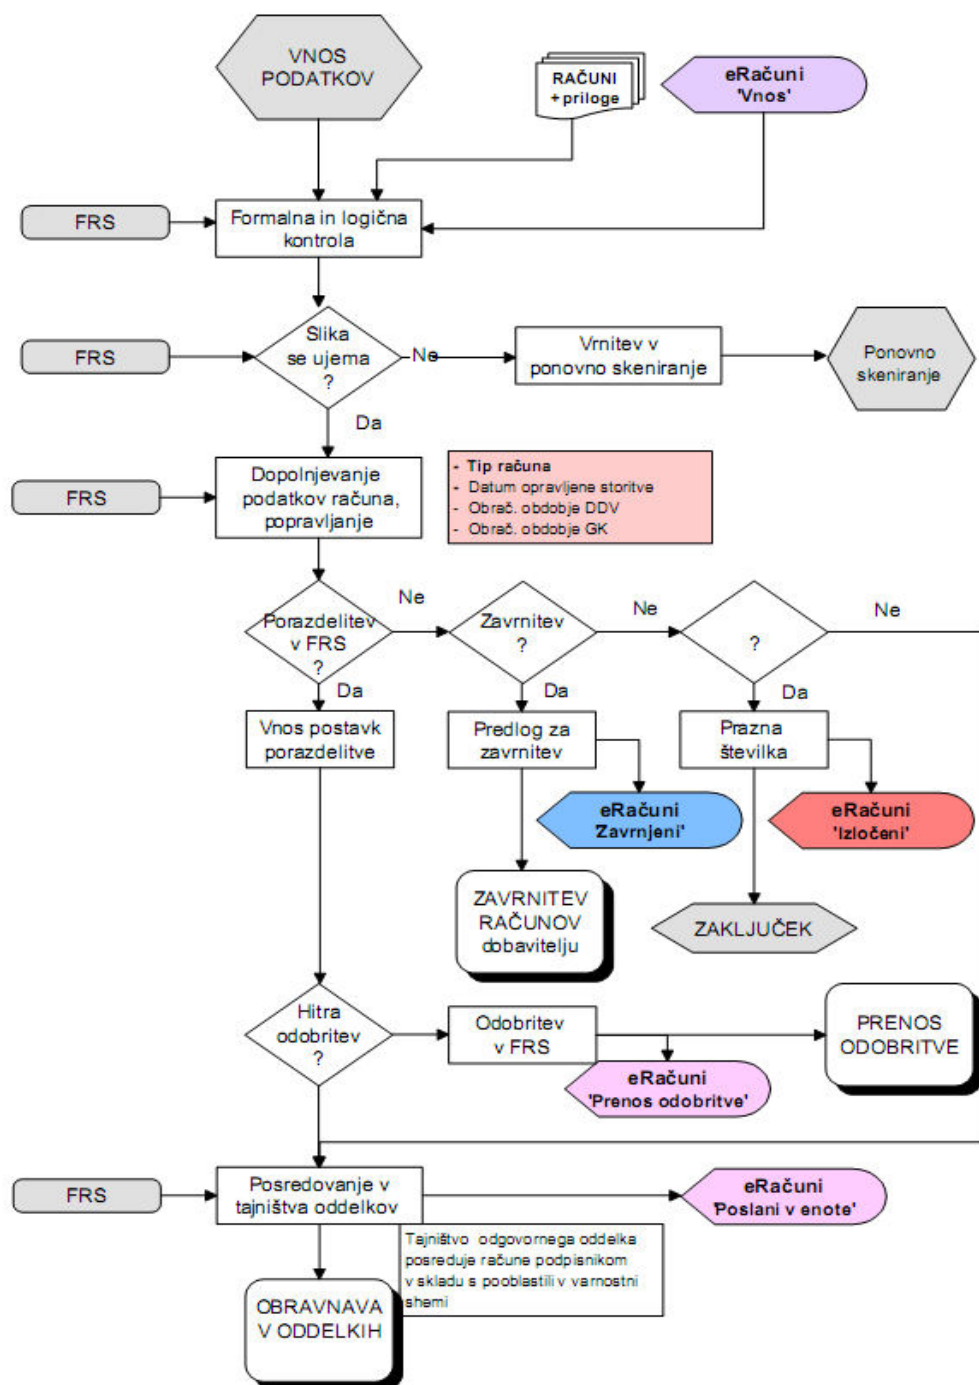 VNOS
PODATKOV
RAČUNI
+ priloge
eRačuni
'Vnos'
FRS
Formalna in logična
kontrola
FRS
Slika
se ujema
?
Ne
Vrnitev v
ponovno skeniranje
Ponovno
skeniranje
Da
FRS
Dopolnjevanje
podatkov računa,
popravljanje
- Tip računa
- Datum opravljene storitve
- Obrač. obdobje DDV
- Obrač. obdobje GK
Porazdelitev
v FRS
?
Ne
Zavrnitev
?
Ne
?
Ne
Da
Da
Da
Vnos postavk
porazdelitve
Predlog za
zavrnitev
Prazna
številka
eRačuni
'Zavrnjeni'
eRačuni
'Izločeni'
ZAVRNITEV
RAČUNOV
dobavitelju
ZAKLJUČEK
Hitra
odobritev
?
Odobritev
v FRS
PRENOS
ODOBRITVE
eRačuni
'Prenos odobritve'
FRS
Posredovanje v
tajništva oddelkov
eRačuni
'Poslani v enote'
Tajništvo odgovornega oddelka
posreduje račune podpisnikom
v skladu s pooblastili v varnostni
shemi
OBRAVNAVA
V ODDELKIH